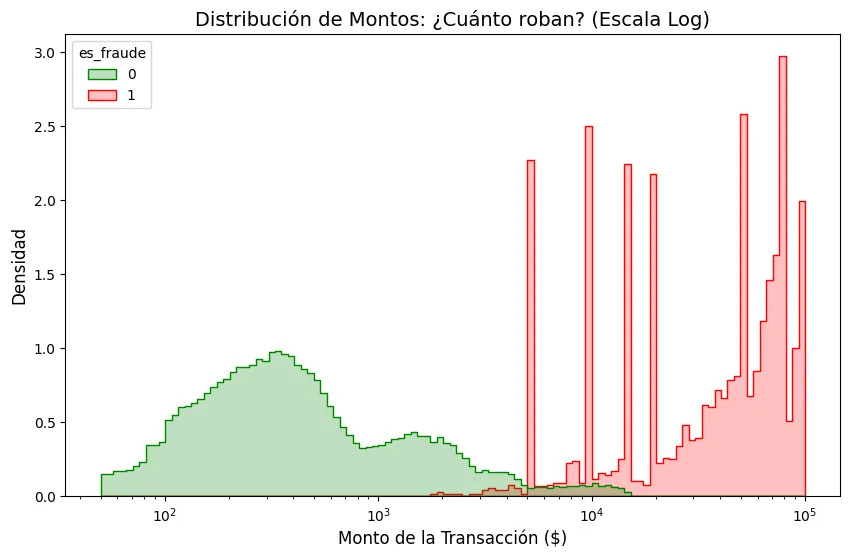 Distribución de Montos: ¿Cuánto roban? (Escala Log)
es_fraude
0
1
Densidad
3.0
2.5
2.0
1.5
1.0
0.5
0.0
10² 10³ 10⁴ 10⁵
Monto de la Transacción ($)